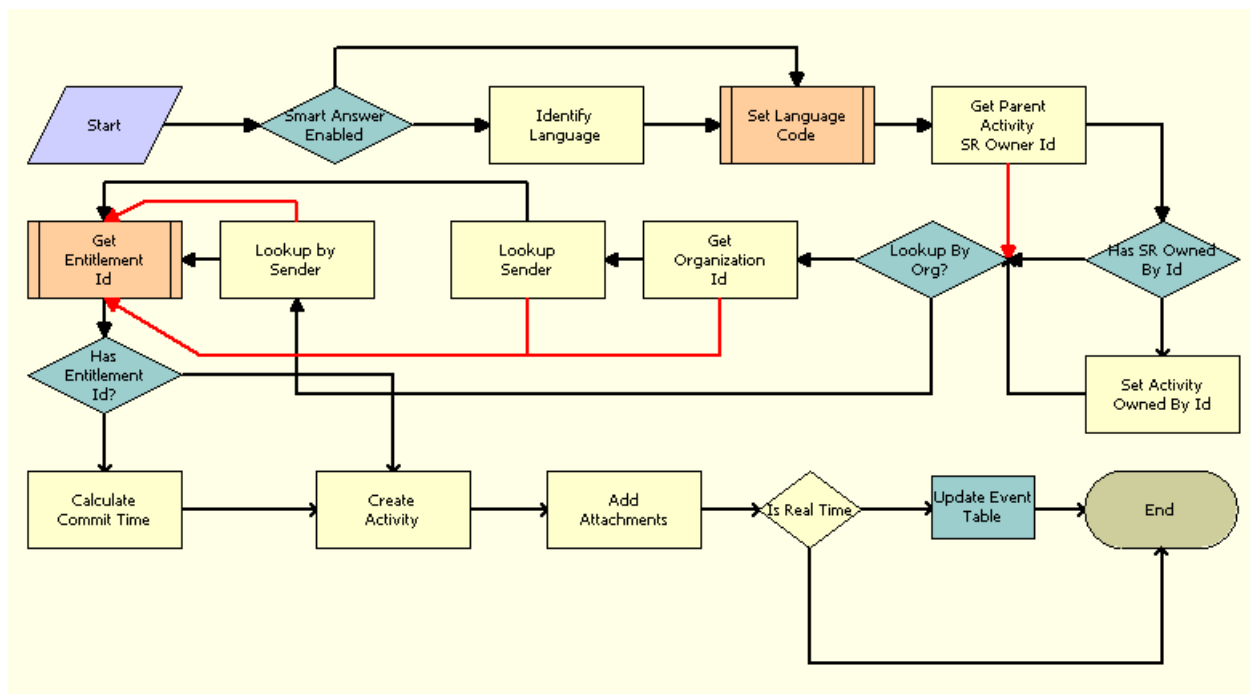 Start
Smart Answer
Enabled
Identify
Language
Set Language
Code
Get Parent
Activity
SR Owner Id
Get
Entitlement
Id
Lookup by
Sender
Lookup
Sender
Get
Organization
Id
Lookup By
Org?
Has SR Owned
By Id
Has
Entitlement
Id?
Set Activity
Owned By Id
Calculate
Commit Time
Create
Activity
Add
Attachments
Is Real Time
Update Event
Table
End